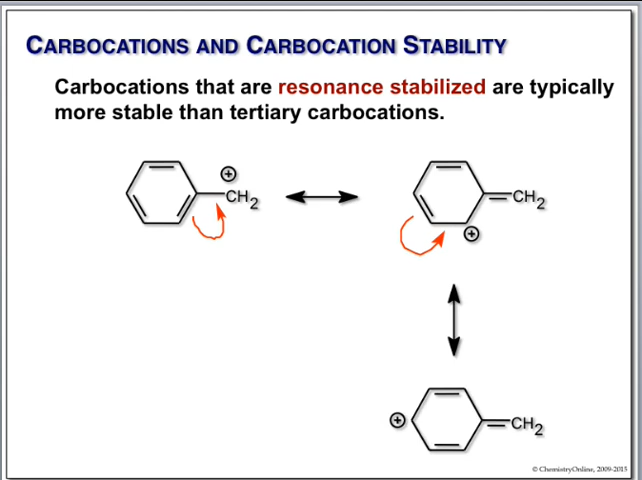 CARBOCATIONS AND CARBOCATION STABILITY
Carbocations that are resonance stabilized are typically
more stable than tertiary carbocations.
⊕
CH2
CH2
⊕
⊕
CH2
© ChemistryOnline, 2009-2015